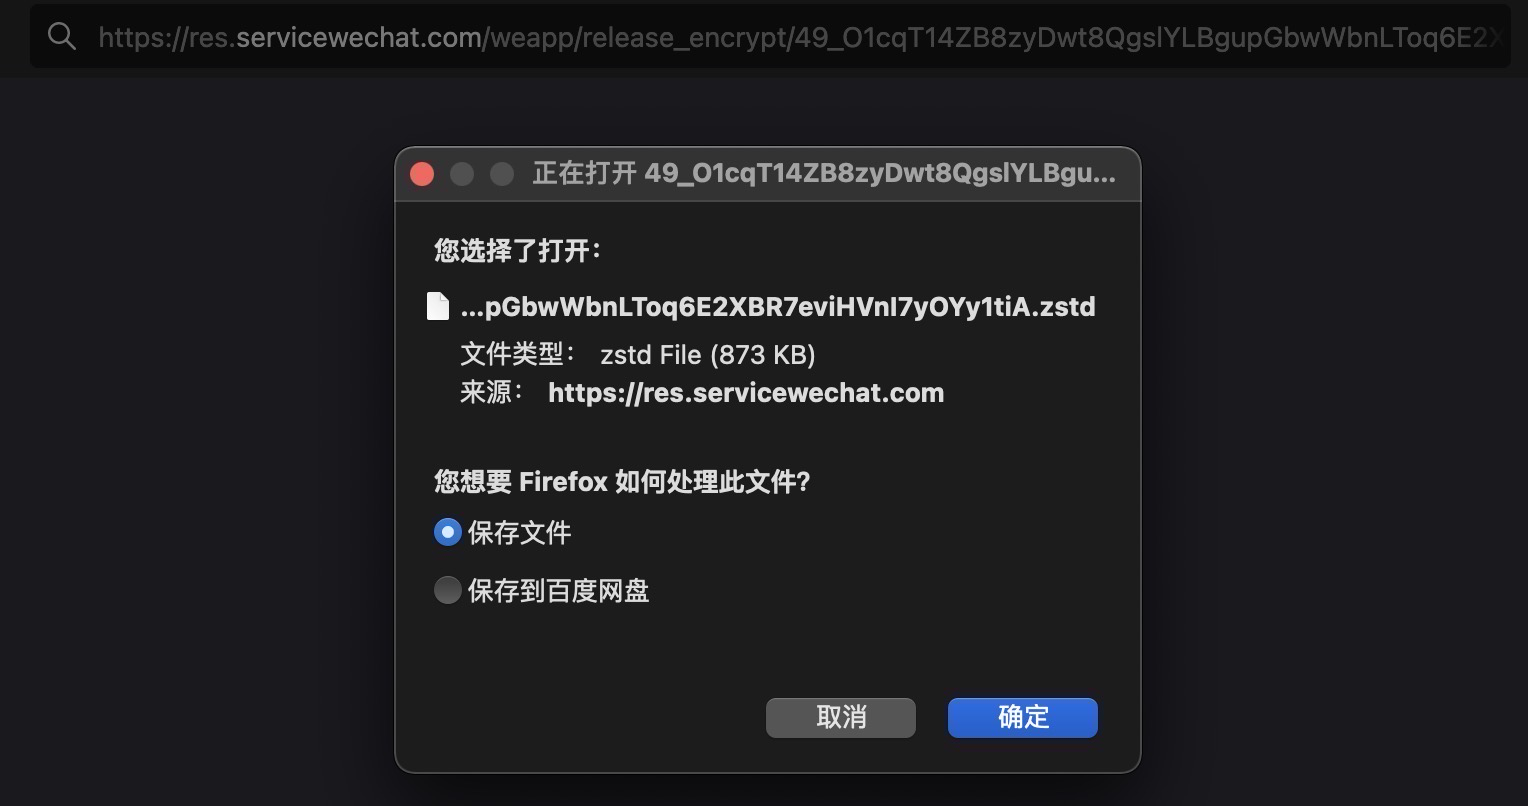 https://res.servicewechat.com/weapp/release_encrypt/49_O1cqT14ZB8zyDwt8QgslYLBgupGbwWbnLToq6E2X
正在打开 49_O1cqT14ZB8zyDwt8QgslYLBgu...
您选择了打开：
...pGbwWbnLToq6E2XBR7eviHVnI7yOYy1tiA.zstd
文件类型： zstd File (873 KB)
来源： https://res.servicewechat.com
您想要 Firefox 如何处理此文件?
保存文件
保存到百度网盘
取消 确定